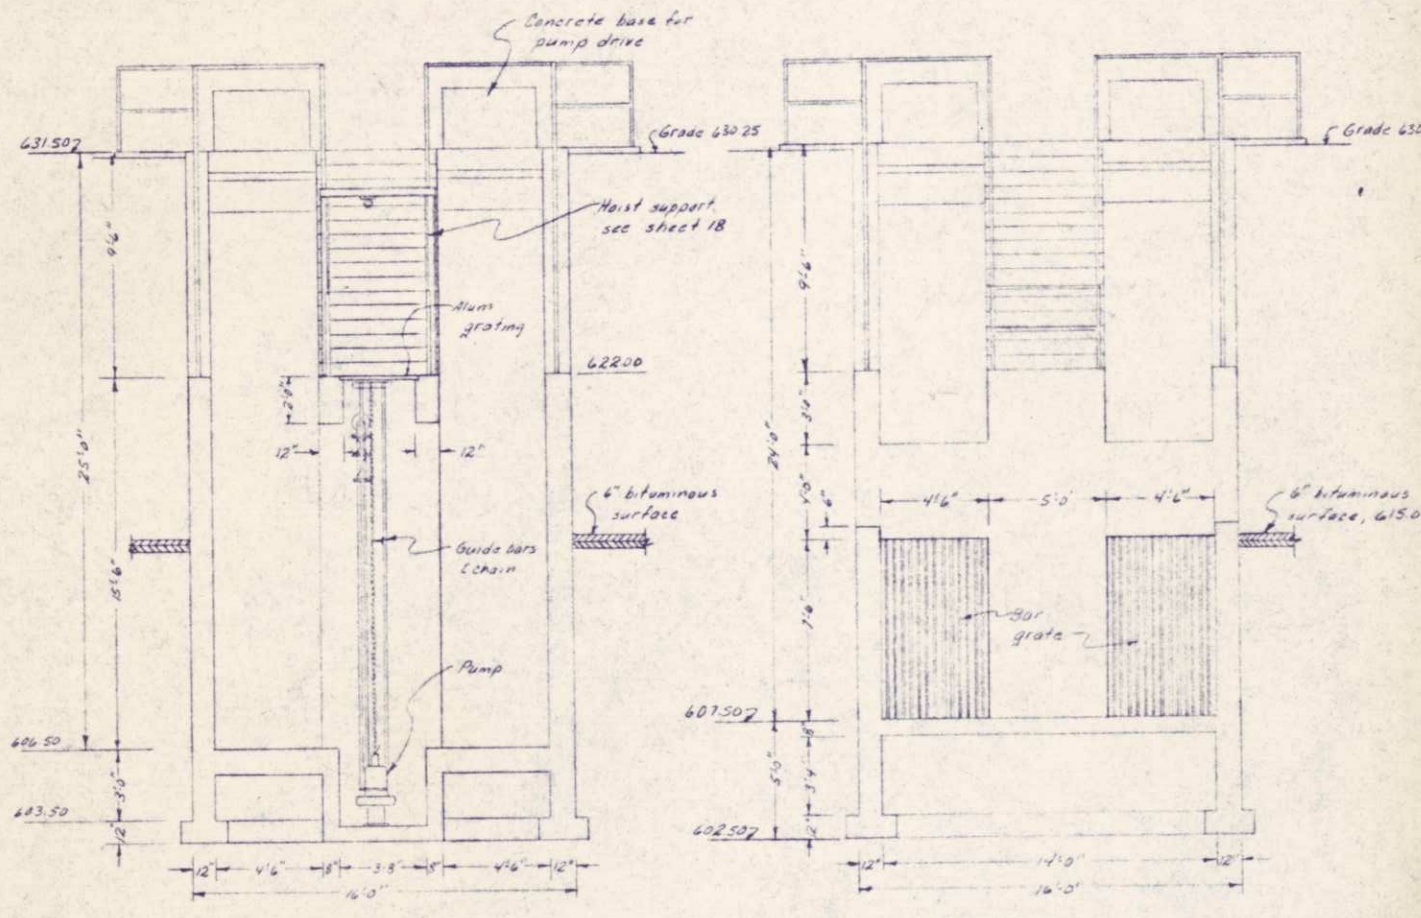 Concrete base for
pump drive
631.50
Grade 630.25
Grade 630
9'-6"
Hoist support
see sheet 18
Alum
grating
622.00
2'-0"
12"
12"
25'-0"
15'-6"
6" bituminous
surface
Guide bars
& chain
Pump
606.50
3'-0"
603.50
12"
12"
4'-6"
8"
3'-8"
8"
4'-6"
12"
16'-0"
9'-6"
24'-0"
3'-0"
4'-0"
6"
4'-6"
5'-0"
4'-6"
6" bituminous
surface, 615.0
7'-6"
Bar
grate
607.50
8"
5'-0"
3'-4"
602.50
12"
12"
14'-0"
12"
16'-0"